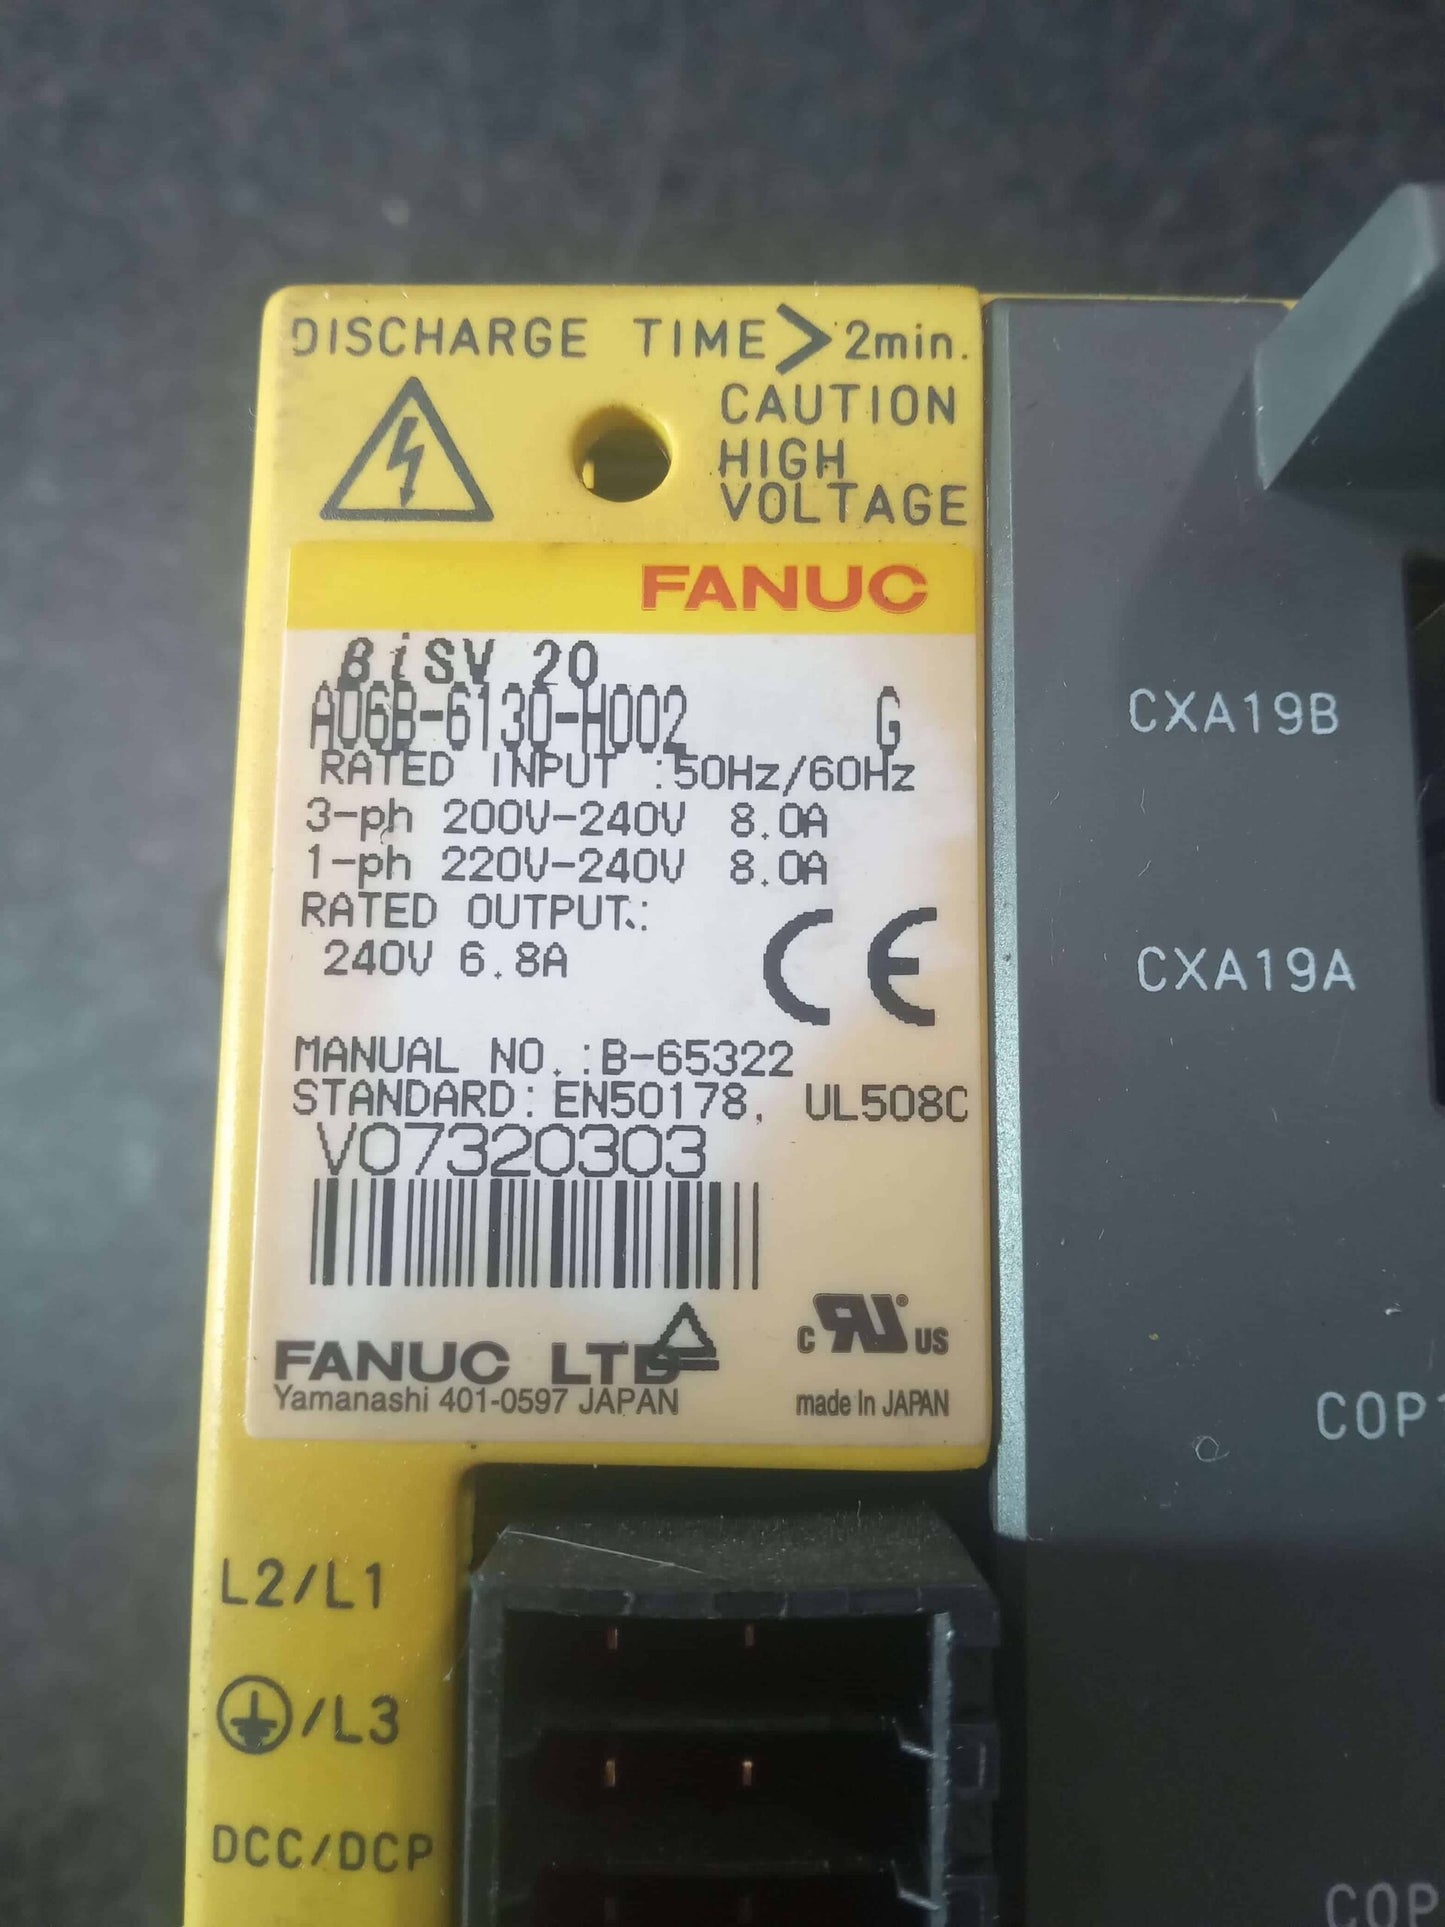 DISCHARGE TIME > 2min.
CAUTION
HIGH
VOLTAGE
FANUC
βiSV 20
A06B-6130-H002 G
RATED INPUT :50Hz/60Hz
3-ph 200V-240V 8.0A
1-ph 220V-240V 8.0A
RATED OUTPUT:
240V 6.8A
CE
MANUAL NO.:B-65322
STANDARD:EN50178, UL508C
V07320303
FANUC LTD
Yamanashi 401-0597 JAPAN
c RU ® US
made in JAPAN
CXA19B
CXA19A
COP1
L2/L1
/L3
DCC/DCP
COP